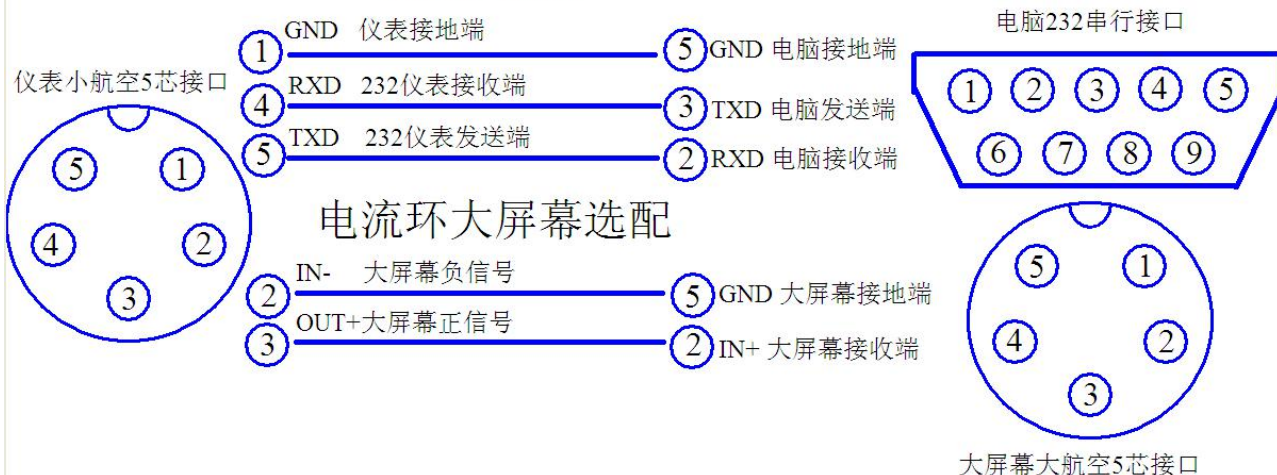 电脑232串行接口
① GND 仪表接地端 ⑤ GND 电脑接地端
仪表小航空5芯接口
④ RXD 232仪表接收端 ③ TXD 电脑发送端
⑤ TXD 232仪表发送端 ② RXD 电脑接收端
① ② ③ ④ ⑤
⑥ ⑦ ⑧ ⑨
⑤ ①
④ ②
③
电流环大屏幕选配
② IN- 大屏幕负信号 ⑤ GND 大屏幕接地端
③ OUT+大屏幕正信号 ② IN+ 大屏幕接收端
⑤ ①
④ ②
③
大屏幕大航空5芯接口